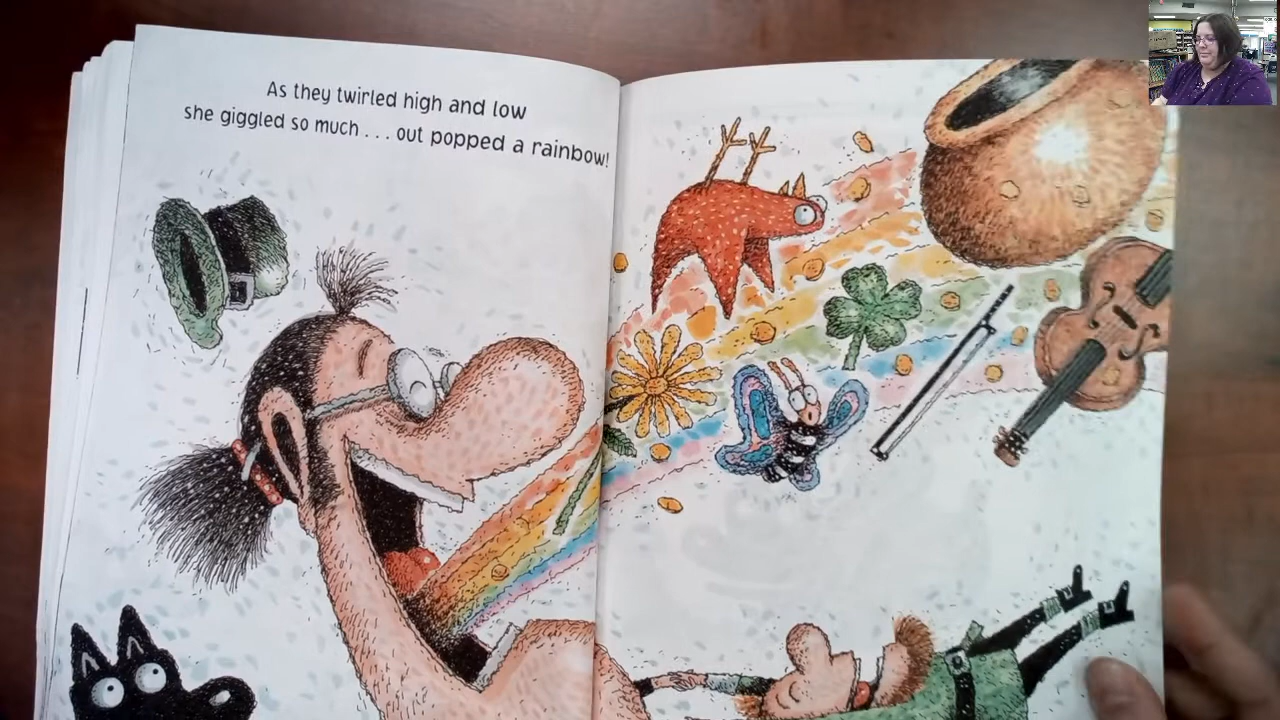 As they twirled high and low
she giggled so much . . . out popped a rainbow!